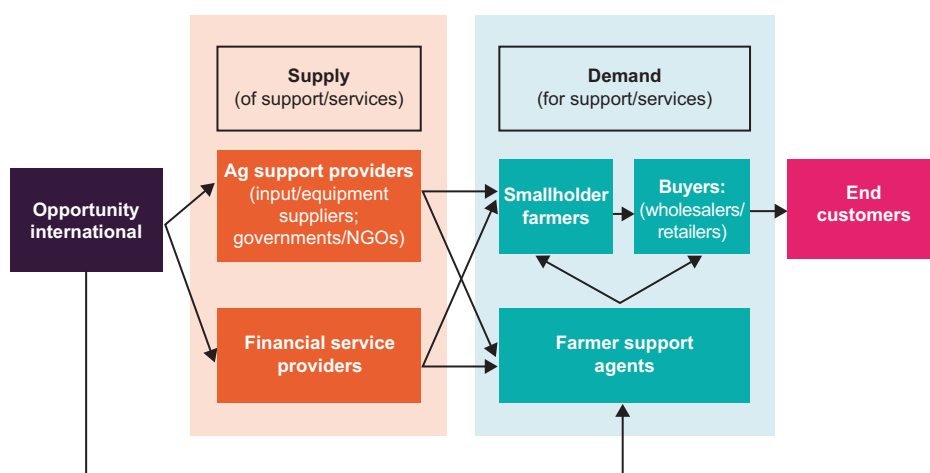 Supply
(of support/services)
Demand
(for support/services)
Opportunity
international
Ag support providers
(input/equipment
suppliers;
governments/NGOs)
Financial service
providers
Smallholder
farmers
Buyers:
(wholesalers/
retailers)
Farmer support
agents
End
customers